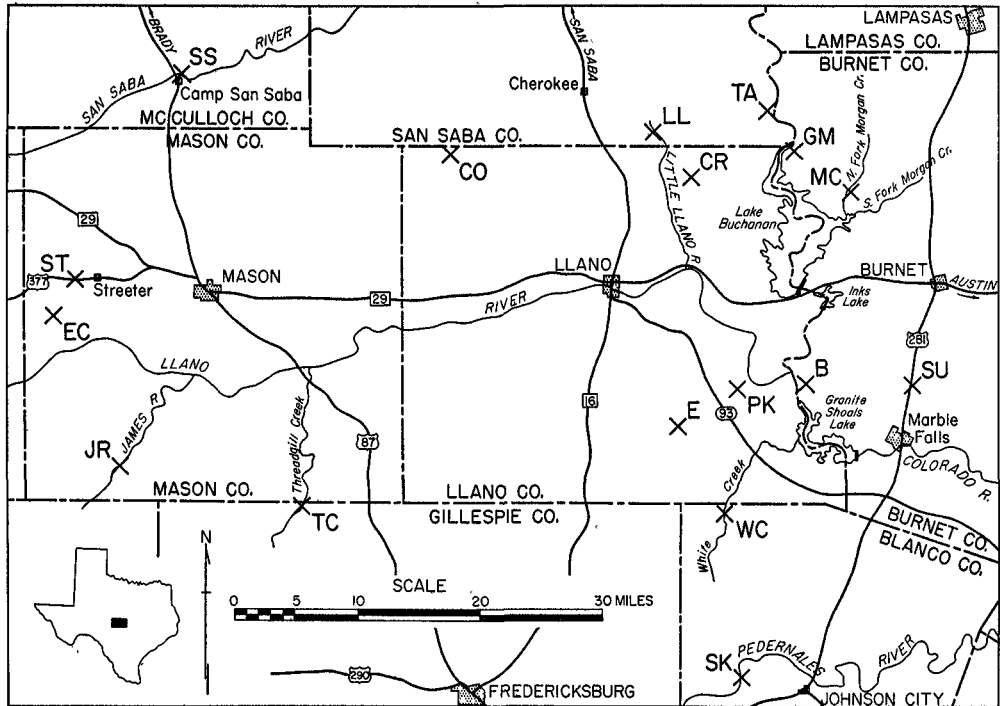 LAMPASAS
LAMPASAS CO.
BURNET CO.
BRADY
SS
RIVER
SAN SABA
Camp San Saba
SAN SABA
Cherokee
TA
McCULLOCH CO.
MASON CO.
SAN SABA CO.
CO
LL
CR
GM
MC
N. Fork Morgan Cr.
S. Fork Morgan Cr.
LITTLE LLANO R.
Lake
Buchanan
29
ST
377
Streeter
MASON
29
LLANO
BURNET
AUSTIN
Inks
Lake
RIVER
EC
LLANO
281
JAMES R.
JR
Threadgill Creek
87
16
E
93
PK
B
SU
Granite
Shoals
Lake
Marble
Falls
COLORADO R.
MASON CO.
LLANO CO.
GILLESPIE CO.
TC
Creek
WC
White
BURNET CO.
BLANCO CO.
N
SCALE
0 5 10 20 30 MILES
290
FREDERICKSBURG
SK
PEDERNALES
RIVER
JOHNSON CITY